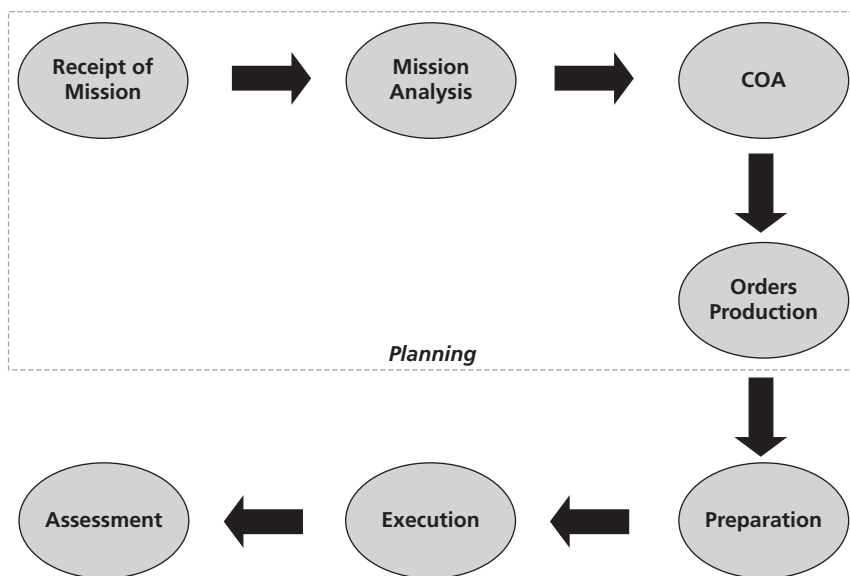 Receipt of
Mission
Mission
Analysis
COA
Orders
Production
Planning
Assessment
Execution
Preparation